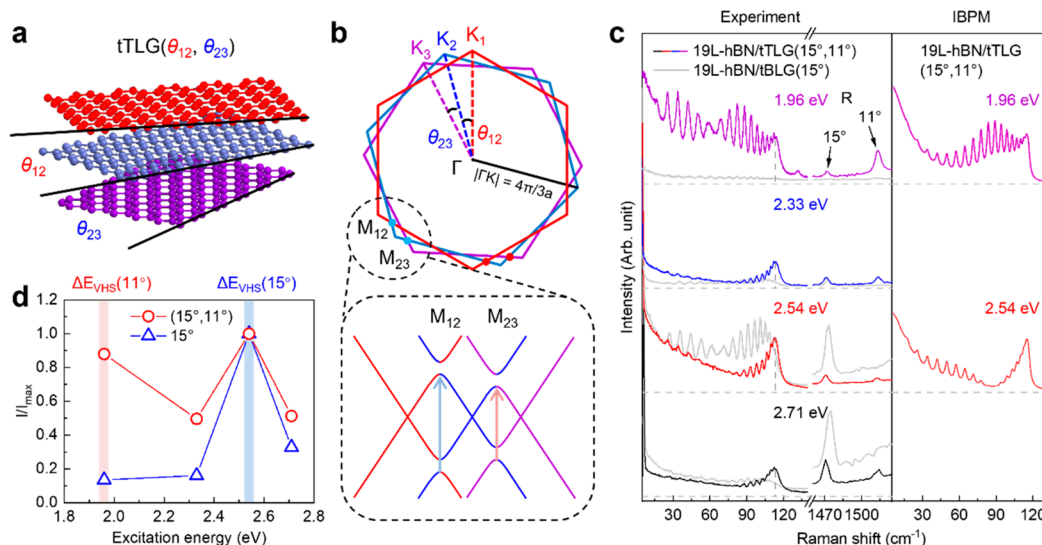 a
tTLG(θ12, θ23)
θ12
θ23
b
K3
K2
K1
θ23
θ12
Γ
|ΓK| = 4π/3a
M12
M23
M12
M23
c
Experiment
IBPM
19L-hBN/tTLG(15°,11°)
19L-hBN/tBLG(15°)
19L-hBN/tTLG
(15°,11°)
1.96 eV
R
15°
11°
1.96 eV
2.33 eV
2.54 eV
2.54 eV
2.71 eV
Intensity (Arb. unit)
30
60
90
120
1470
1500
30
60
90
120
Raman shift (cm-1)
d
ΔEVHS(11°)
ΔEVHS(15°)
(15°,11°)
15°
I/Imax
1.0
0.8
0.6
0.4
0.2
0.0
1.8
2.0
2.2
2.4
2.6
2.8
Excitation energy (eV)